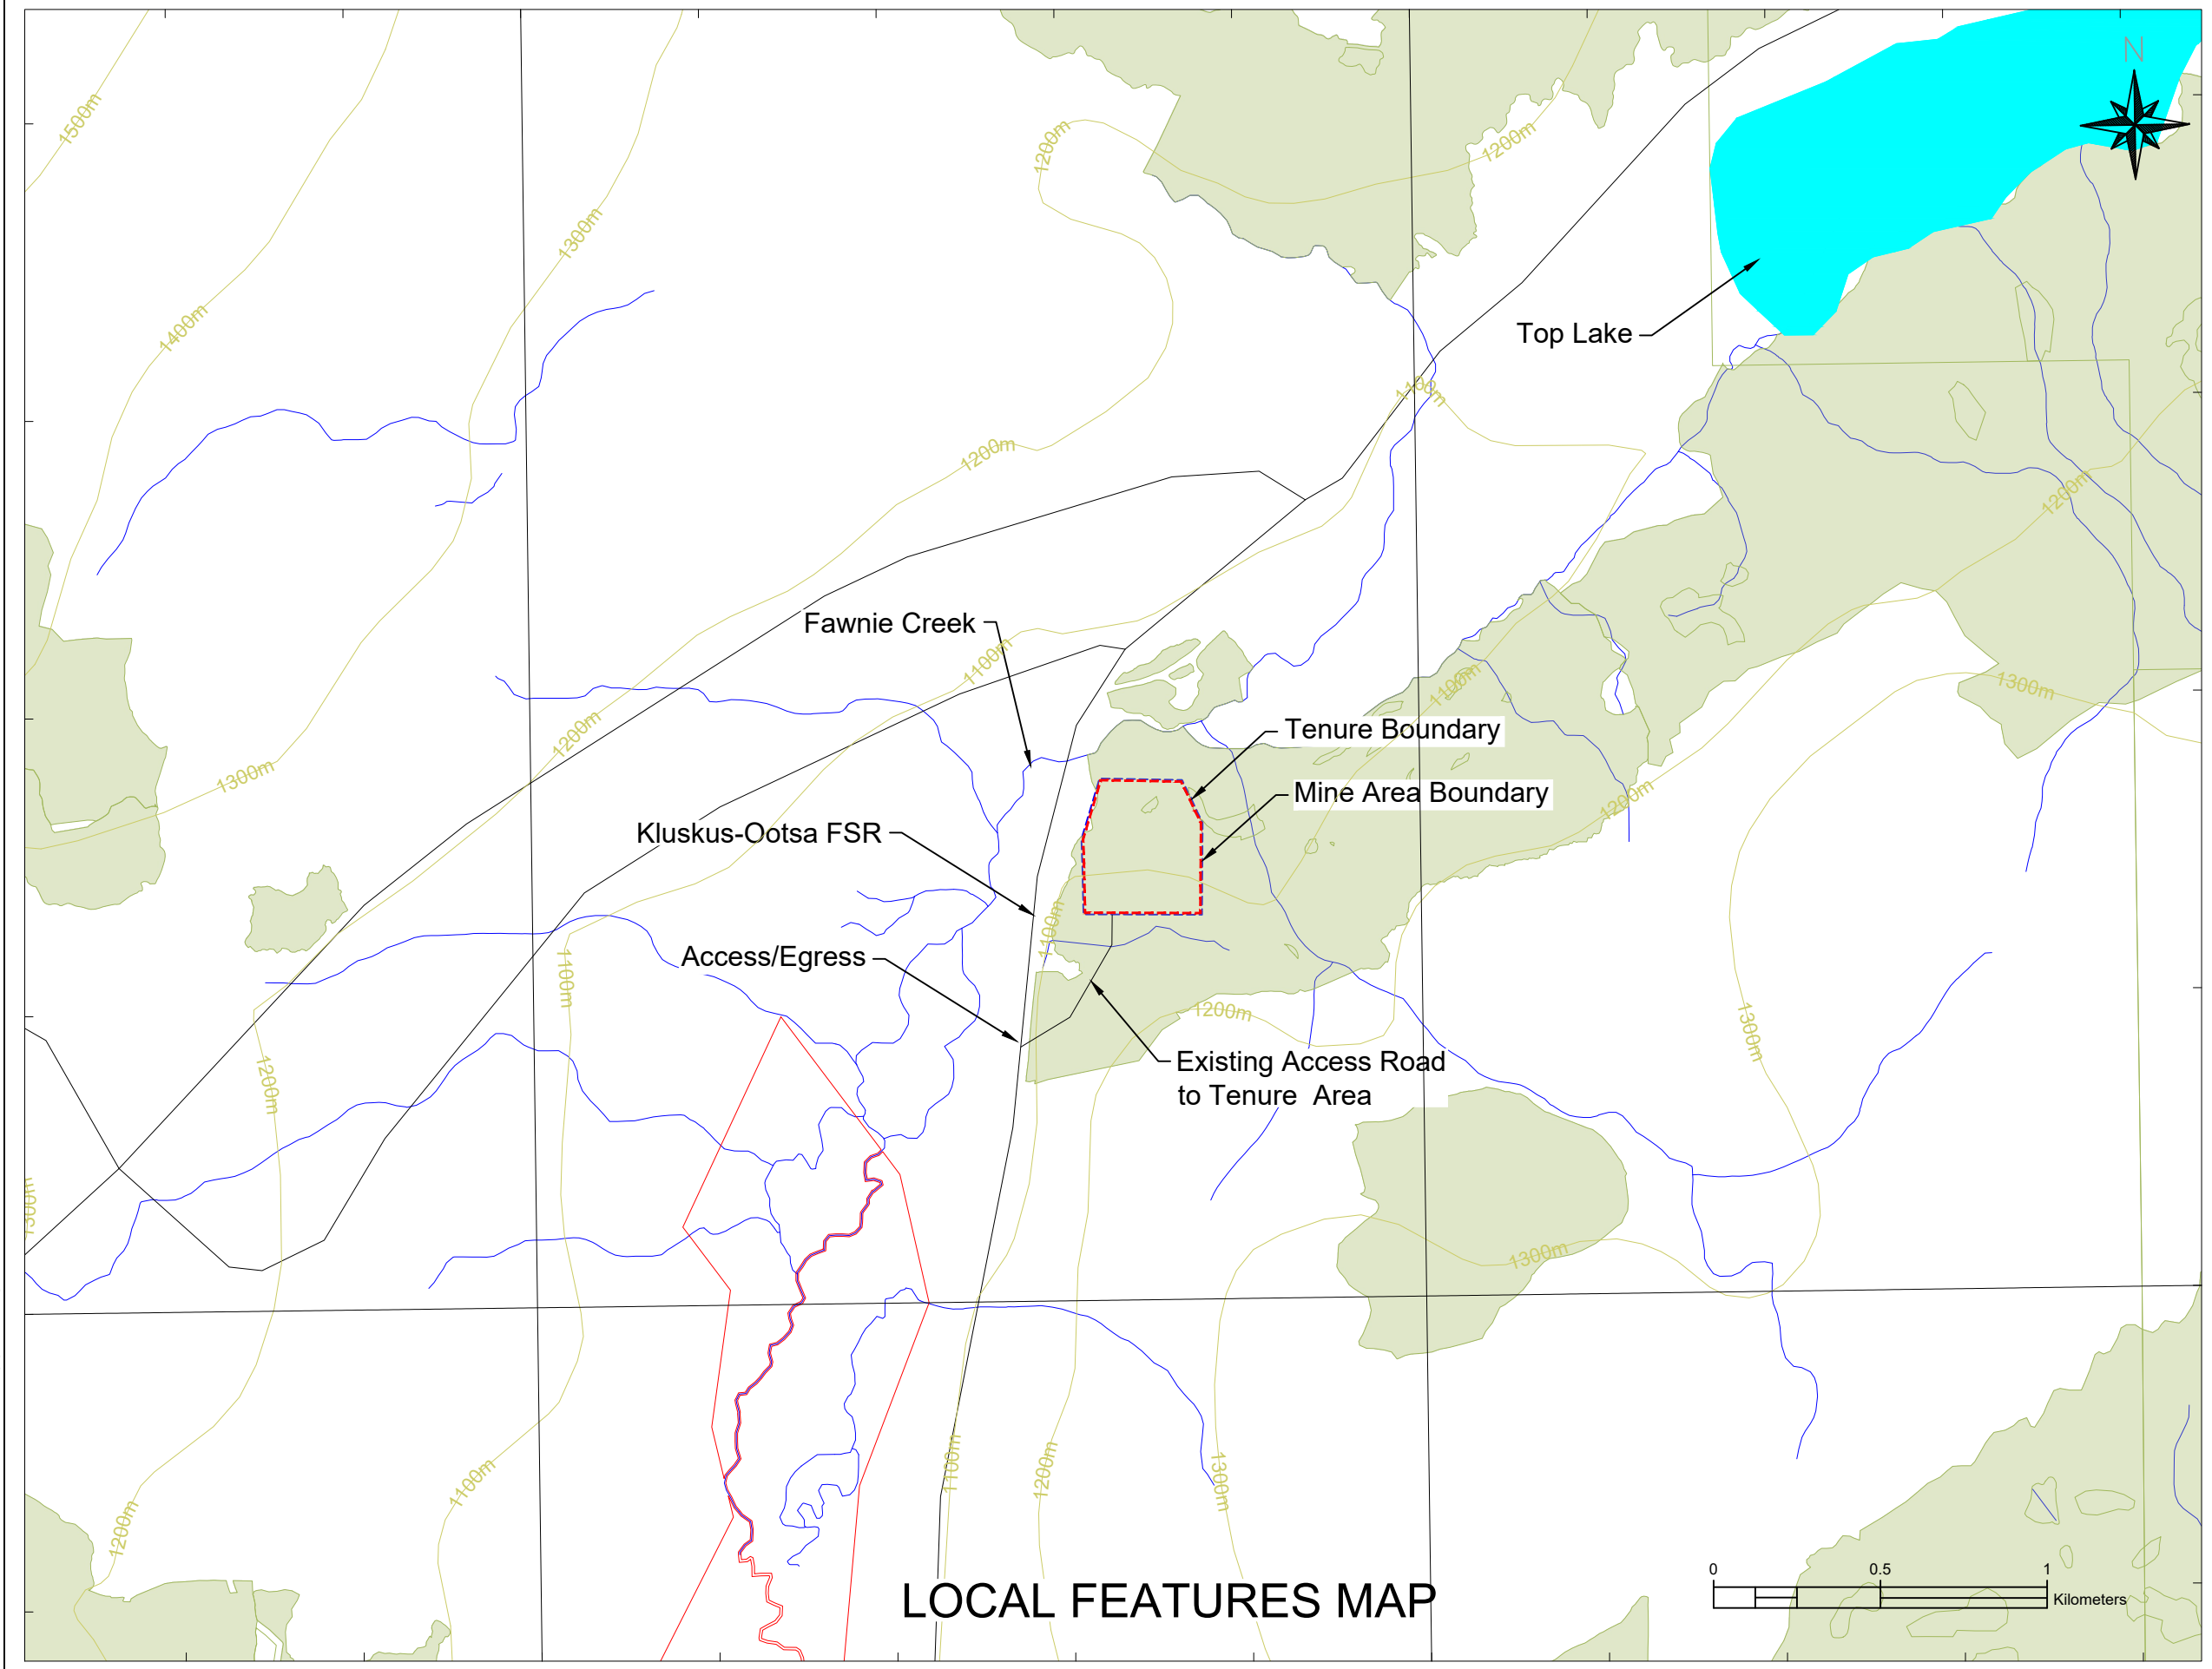 N
1500m
1200m
1200m
1300m
1400m
Top Lake
1100m
1200m
1200m
Fawnie Creek
1100m
1100m
1300m
1200m
Tenure Boundary
1300m
Mine Area Boundary
1200m
Kluskus-Ootsa FSR
1100m
Access/Egress
1100m
1200m
1300m
Existing Access Road
to Tenure Area
1200m
1300m
1300m
1100m
1100m
1200m
1300m
1200m
LOCAL FEATURES MAP
0 0.5 1
Kilometers